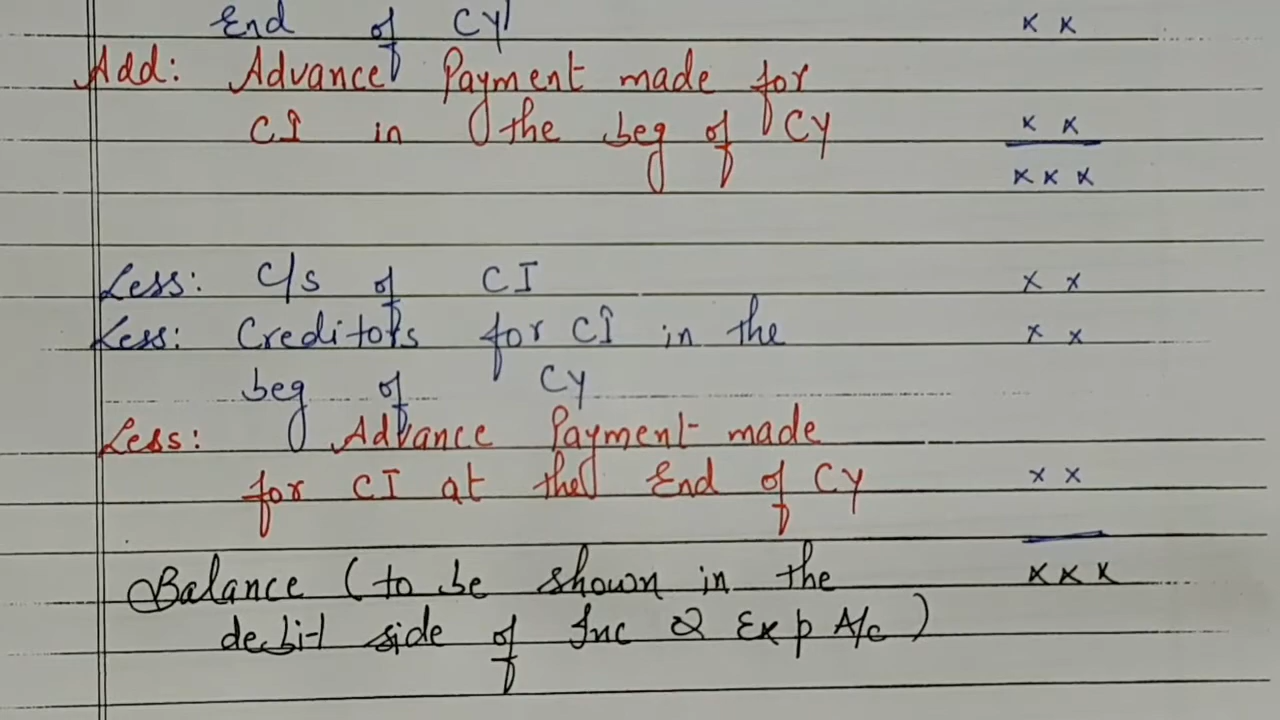 End of CY x x
Add: Advance Payment made for
CI in the beg of CY x x
x x x
Less: C/s of CI x x
Less: Creditors for CI in the x x
beg of CY
Less: Advance Payment made
for CI at the End of CY x x
Balance (to be shown in the x x x
debit side of Inc & Exp A/c)